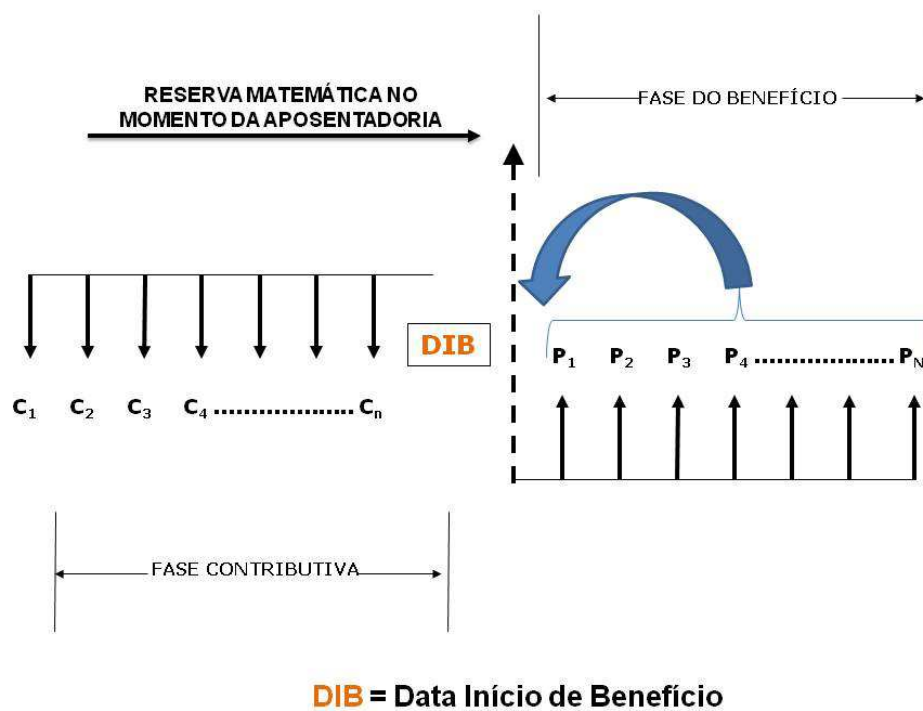 RESERVA MATEMÁTICA NO
MOMENTO DA APOSENTADORIA
FASE DO BENEFÍCIO
DIB
P1 P2 P3 P4 ..................... PN
C1 C2 C3 C4 ..................... Cn
FASE CONTRIBUTIVA
DIB = Data Início de Benefício